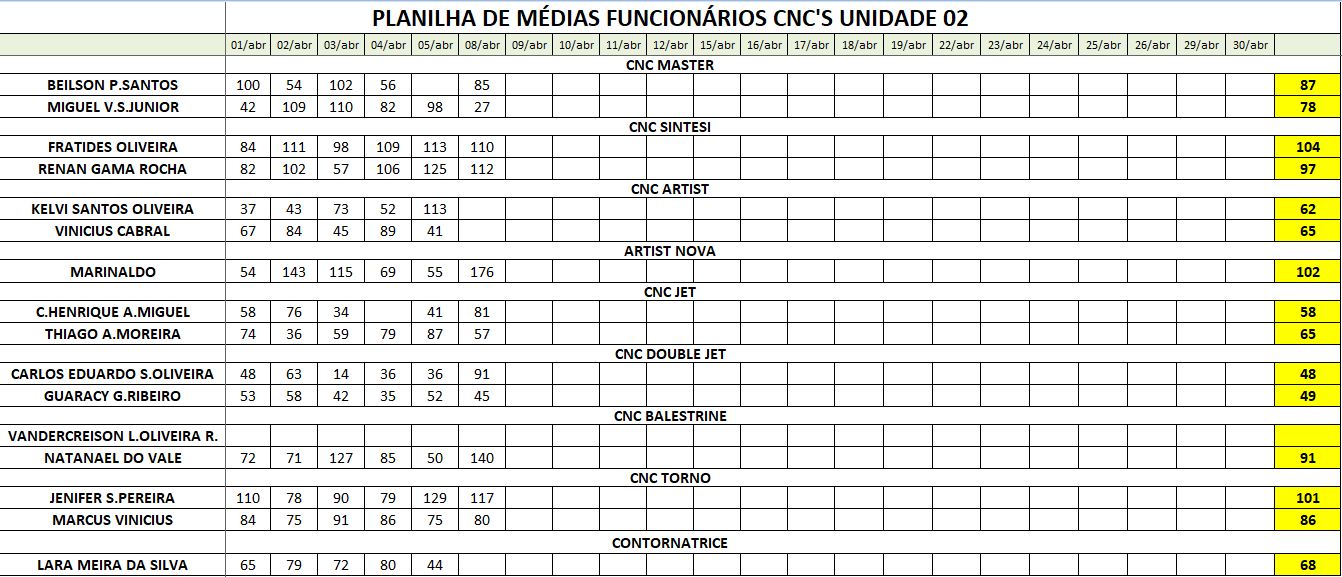 PLANILHA DE MÉDIAS FUNCIONÁRIOS CNC'S UNIDADE 02
01/abr 02/abr 03/abr 04/abr 05/abr 08/abr 09/abr 10/abr 11/abr 12/abr 15/abr 16/abr 17/abr 18/abr 19/abr 22/abr 23/abr 24/abr 25/abr 26/abr 29/abr 30/abr
CNC MASTER
BEILSON P.SANTOS 100 54 102 56 85 87
MIGUEL V.S.JUNIOR 42 109 110 82 98 27 78
CNC SINTESI
FRATIDES OLIVEIRA 84 111 98 109 113 110 104
RENAN GAMA ROCHA 82 102 57 106 125 112 97
CNC ARTIST
KELVI SANTOS OLIVEIRA 37 43 73 52 113 62
VINICIUS CABRAL 67 84 45 89 41 65
ARTIST NOVA
MARINALDO 54 143 115 69 55 176 102
CNC JET
C.HENRIQUE A.MIGUEL 58 76 34 41 81 58
THIAGO A.MOREIRA 74 36 59 79 87 57 65
CNC DOUBLE JET
CARLOS EDUARDO S.OLIVEIRA 48 63 14 36 36 91 48
GUARACY G.RIBEIRO 53 58 42 35 52 45 49
CNC BALESTRINE
VANDERCREISON L.OLIVEIRA R.
NATANAEL DO VALE 72 71 127 85 50 140 91
CNC TORNO
JENIFER S.PEREIRA 110 78 90 79 129 117 101
MARCUS VINICIUS 84 75 91 86 75 80 86
CONTORNATRICE
LARA MEIRA DA SILVA 65 79 72 80 44 68